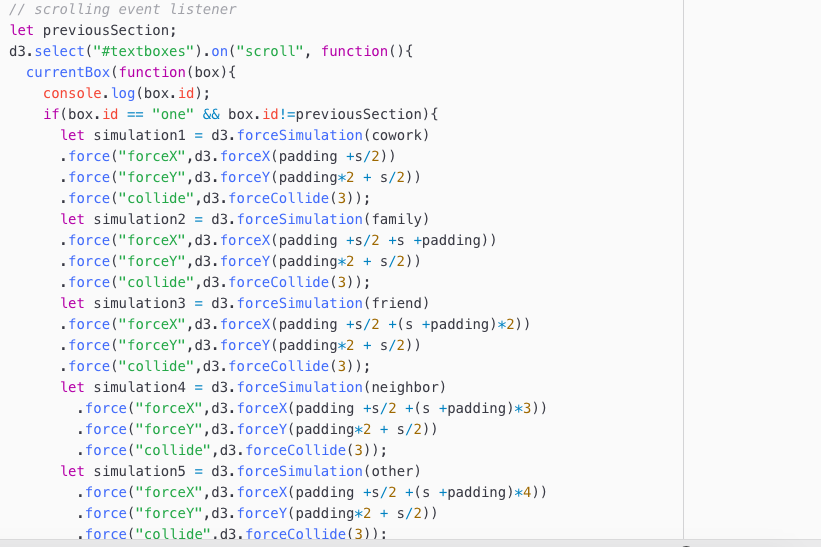 // scrolling event listener
let previousSection;
d3.select("#textboxes").on("scroll", function(){
  currentBox(function(box){
    console.log(box.id);
    if(box.id == "one" && box.id!=previousSection){
      let simulation1 = d3.forceSimulation(cowork)
      .force("forceX",d3.forceX(padding +s/2))
      .force("forceY",d3.forceY(padding*2 + s/2))
      .force("collide",d3.forceCollide(3));
      let simulation2 = d3.forceSimulation(family)
      .force("forceX",d3.forceX(padding +s/2 +s +padding))
      .force("forceY",d3.forceY(padding*2 + s/2))
      .force("collide",d3.forceCollide(3));
      let simulation3 = d3.forceSimulation(friend)
      .force("forceX",d3.forceX(padding +s/2 +(s +padding)*2))
      .force("forceY",d3.forceY(padding*2 + s/2))
      .force("collide",d3.forceCollide(3));
      let simulation4 = d3.forceSimulation(neighbor)
        .force("forceX",d3.forceX(padding +s/2 +(s +padding)*3))
        .force("forceY",d3.forceY(padding*2 + s/2))
        .force("collide",d3.forceCollide(3));
      let simulation5 = d3.forceSimulation(other)
        .force("forceX",d3.forceX(padding +s/2 +(s +padding)*4))
        .force("forceY",d3.forceY(padding*2 + s/2))
        .force("collide",d3.forceCollide(3));